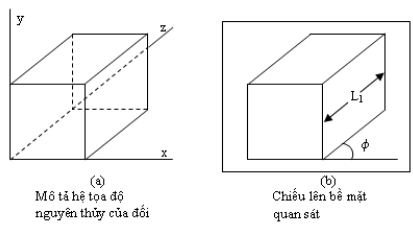 y
z
x
L1
ϕ
(a)
Mô tả hệ tọa độ
nguyên thủy của đối
(b)
Chiếu lên bề mặt
quan sát